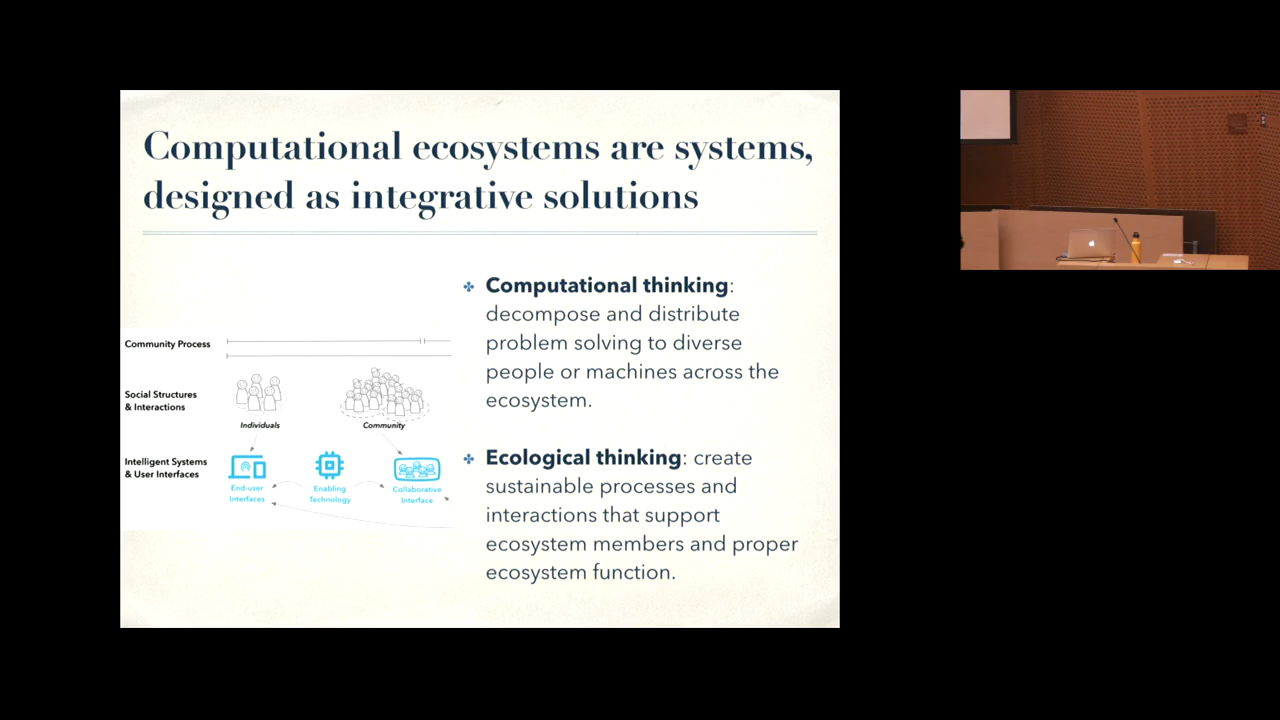 Computational ecosystems are systems,
designed as integrative solutions
Computational thinking:
decompose and distribute
problem solving to diverse
people or machines across the
ecosystem.
Ecological thinking: create
sustainable processes and
interactions that support
ecosystem members and proper
ecosystem function.
Community Process
Social Structures
& Interactions
Individuals
Community
Intelligent Systems
& User Interfaces
End-user
Interfaces
Enabling
Technology
Collaborative
Interface